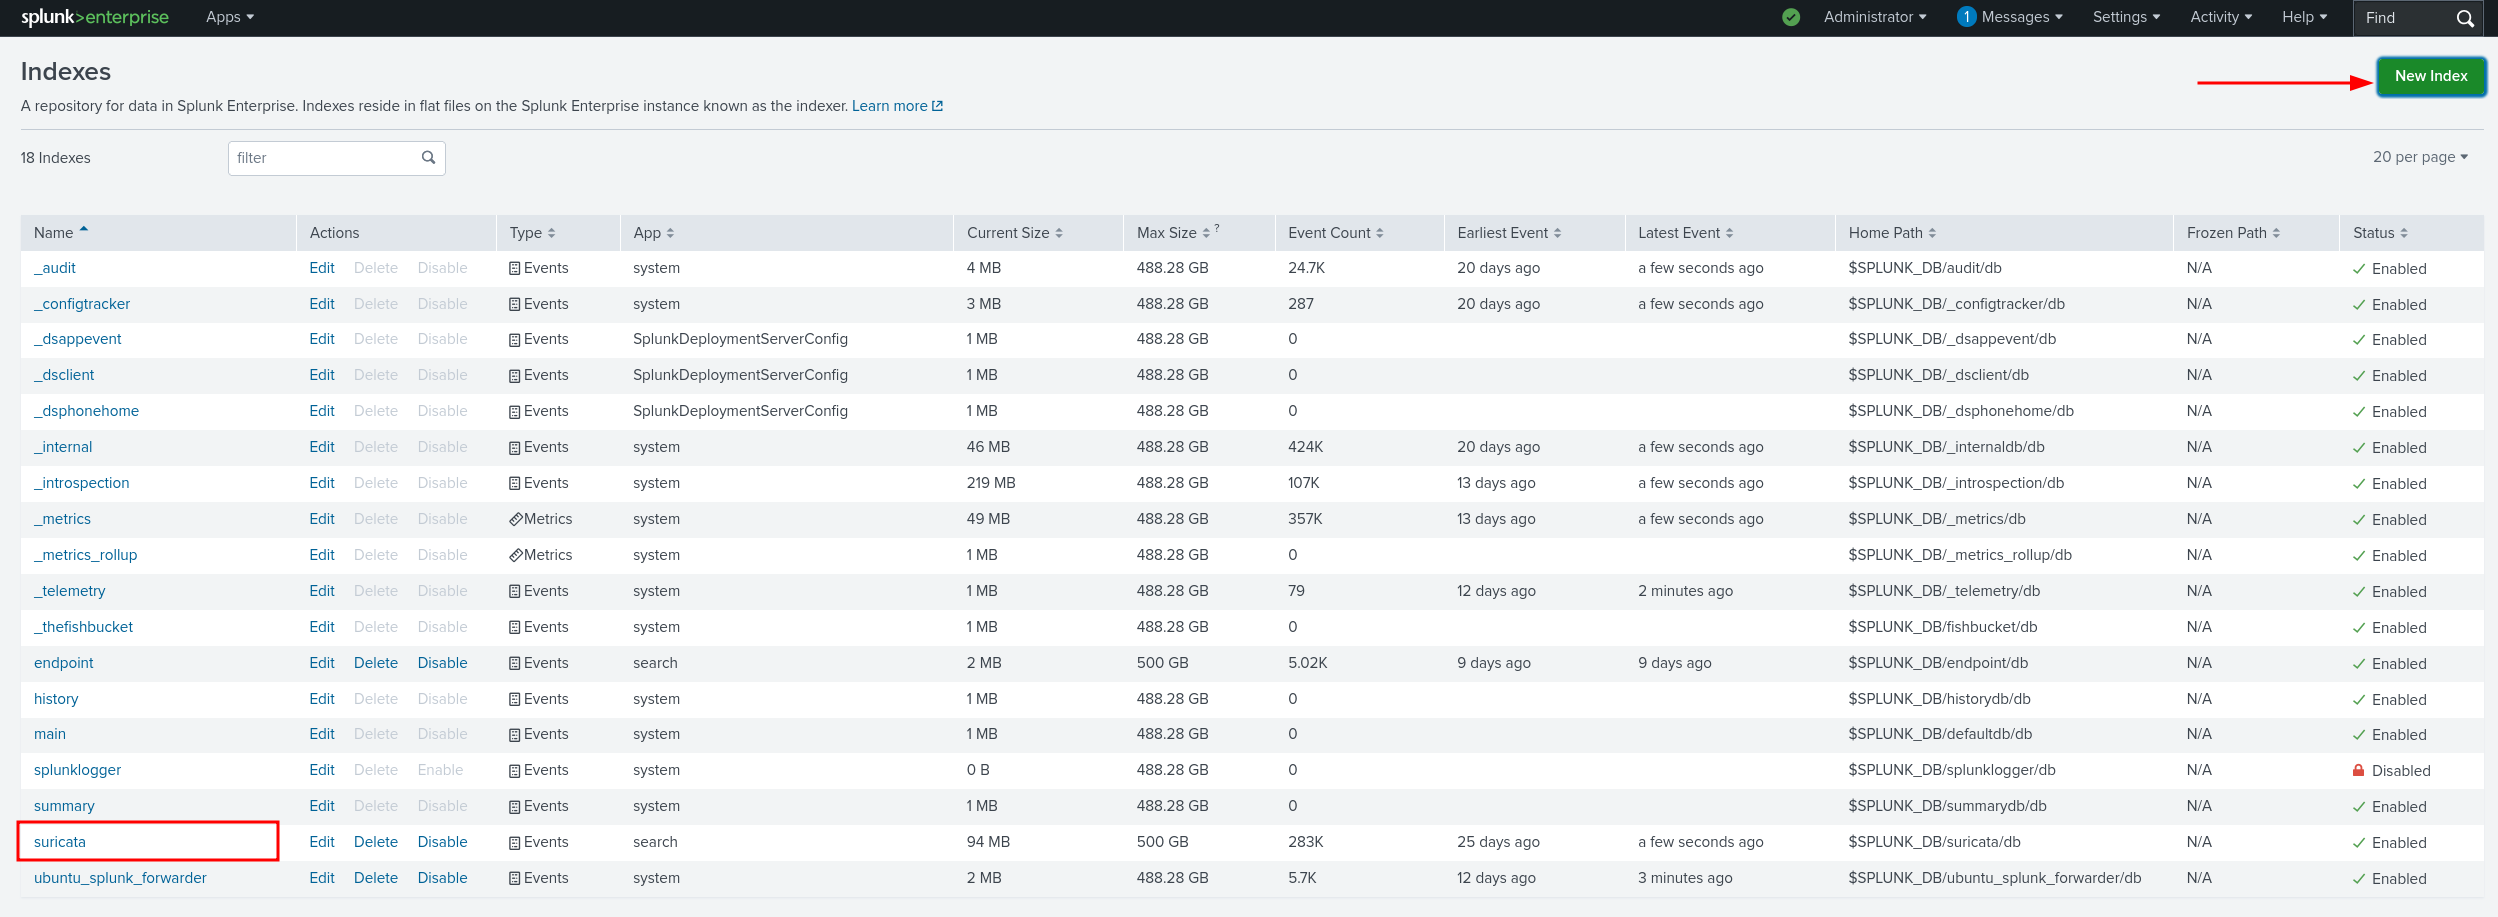 splunk>enterprise Apps Administrator 1 Messages Settings Activity Help Find
Indexes
New Index
A repository for data in Splunk Enterprise. Indexes reside in flat files on the Splunk Enterprise instance known as the indexer. Learn more
18 Indexes filter 20 per page
Name Actions Type App Current Size Max Size ? Event Count Earliest Event Latest Event Home Path Frozen Path Status
_audit Edit Delete Disable Events system 4 MB 488.28 GB 24.7K 20 days ago a few seconds ago $SPLUNK_DB/audit/db N/A Enabled
_configtracker Edit Delete Disable Events system 3 MB 488.28 GB 287 20 days ago a few seconds ago $SPLUNK_DB/_configtracker/db N/A Enabled
_dsappevent Edit Delete Disable Events SplunkDeploymentServerConfig 1 MB 488.28 GB 0 $SPLUNK_DB/_dsappevent/db N/A Enabled
_dsclient Edit Delete Disable Events SplunkDeploymentServerConfig 1 MB 488.28 GB 0 $SPLUNK_DB/_dsclient/db N/A Enabled
_dsphonehome Edit Delete Disable Events SplunkDeploymentServerConfig 1 MB 488.28 GB 0 $SPLUNK_DB/_dsphonehome/db N/A Enabled
_internal Edit Delete Disable Events system 46 MB 488.28 GB 424K 20 days ago a few seconds ago $SPLUNK_DB/_internaldb/db N/A Enabled
_introspection Edit Delete Disable Events system 219 MB 488.28 GB 107K 13 days ago a few seconds ago $SPLUNK_DB/_introspection/db N/A Enabled
_metrics Edit Delete Disable Metrics system 49 MB 488.28 GB 357K 13 days ago a few seconds ago $SPLUNK_DB/_metrics/db N/A Enabled
_metrics_rollup Edit Delete Disable Metrics system 1 MB 488.28 GB 0 $SPLUNK_DB/_metrics_rollup/db N/A Enabled
_telemetry Edit Delete Disable Events system 1 MB 488.28 GB 79 12 days ago 2 minutes ago $SPLUNK_DB/_telemetry/db N/A Enabled
_thefishbucket Edit Delete Disable Events system 1 MB 488.28 GB 0 $SPLUNK_DB/fishbucket/db N/A Enabled
endpoint Edit Delete Disable Events search 2 MB 500 GB 5.02K 9 days ago 9 days ago $SPLUNK_DB/endpoint/db N/A Enabled
history Edit Delete Disable Events system 1 MB 488.28 GB 0 $SPLUNK_DB/historydb/db N/A Enabled
main Edit Delete Disable Events system 1 MB 488.28 GB 0 $SPLUNK_DB/defaultdb/db N/A Enabled
splunklogger Edit Delete Enable Events system 0 B 488.28 GB 0 $SPLUNK_DB/splunklogger/db N/A Disabled
summary Edit Delete Disable Events system 1 MB 488.28 GB 0 $SPLUNK_DB/summarydb/db N/A Enabled
suricata Edit Delete Disable Events search 94 MB 500 GB 283K 25 days ago a few seconds ago $SPLUNK_DB/suricata/db N/A Enabled
ubuntu_splunk_forwarder Edit Delete Disable Events system 2 MB 488.28 GB 5.7K 12 days ago 3 minutes ago $SPLUNK_DB/ubuntu_splunk_forwarder/db N/A Enabled